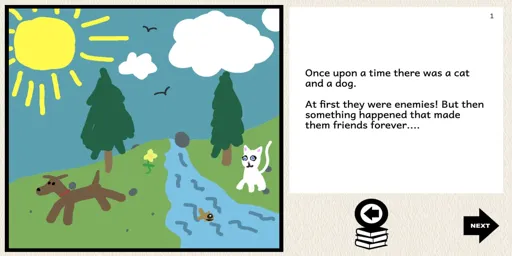 1
Once upon a time there was a cat
and a dog.
At first they were enemies! But then
something happened that made
them friends forever....
NEXT